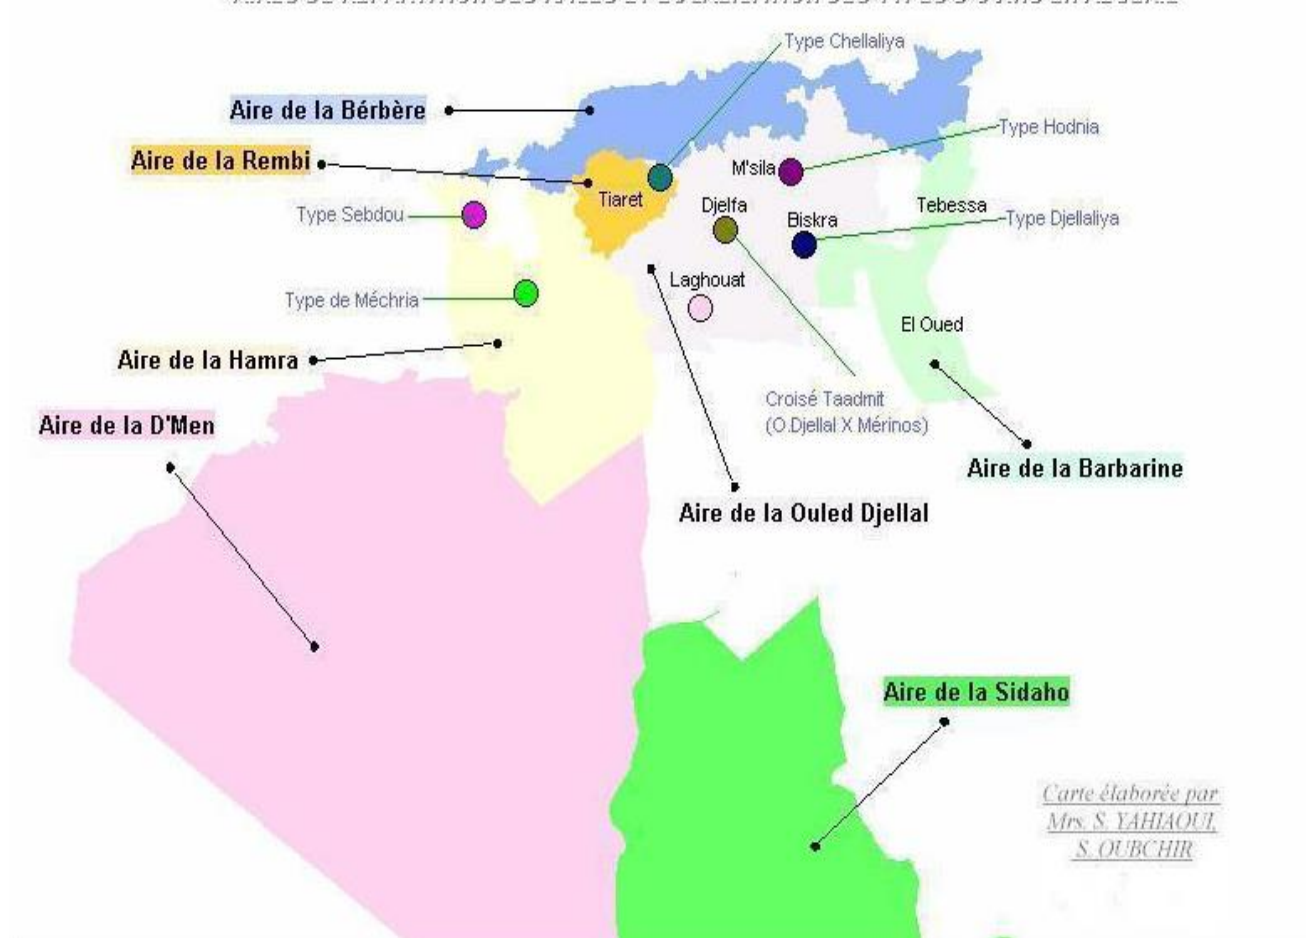 Type Chellaliya
Aire de la Bérbère
Type Hodnia
Aire de la Rembi
M'sila
Tiaret
Djelfa
Tebessa
Type Sebdou
Biskra
Type Djellaliya
Laghouat
Type de Méchria
El Oued
Aire de la Hamra
Croisé Taadmit
(O.Djellal X Mérinos)
Aire de la D'Men
Aire de la Barbarine
Aire de la Ouled Djellal
Aire de la Sidaho
Carte élaborée par
Mrs. S. YAHIAOUI,
S. OUBCHIR